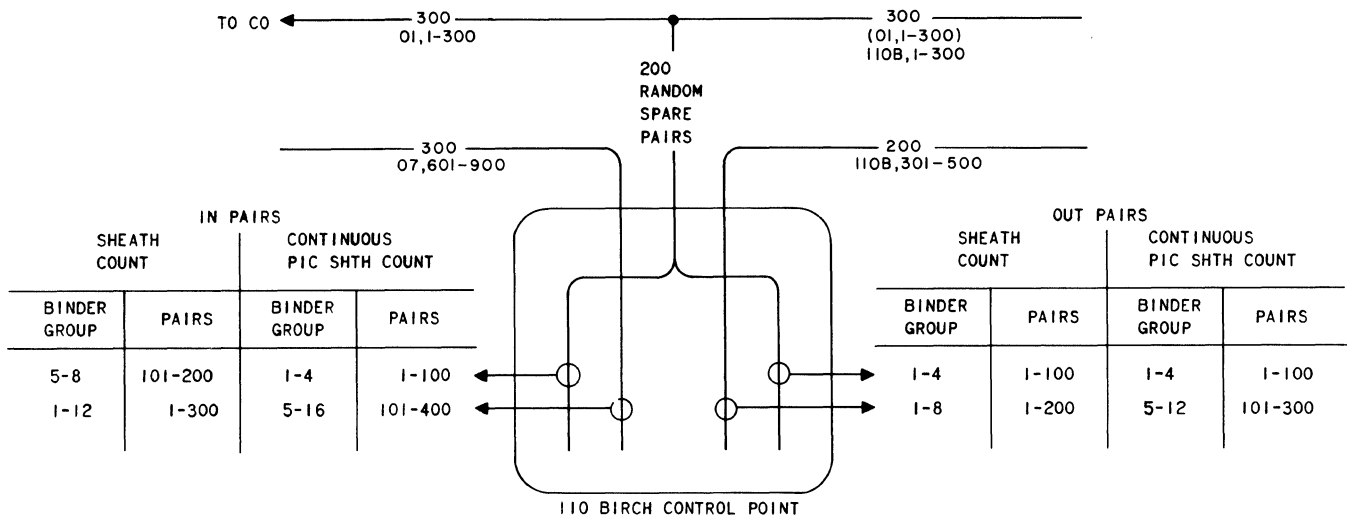 TO CO
300
01,1-300
300
(01,1-300)
110B,1-300
200
RANDOM
SPARE
PAIRS
300
07,601-900
200
110B,301-500
IN PAIRS
SHEATH
COUNT
CONTINUOUS
PIC SHTH COUNT
BINDER
GROUP
PAIRS
BINDER
GROUP
PAIRS
5-8 101-200 1-4 1-100
1-12 1-300 5-16 101-400
OUT PAIRS
SHEATH
COUNT
CONTINUOUS
PIC SHTH COUNT
BINDER
GROUP
PAIRS
BINDER
GROUP
PAIRS
1-4 1-100 1-4 1-100
1-8 1-200 5-12 101-300
110 BIRCH CONTROL POINT